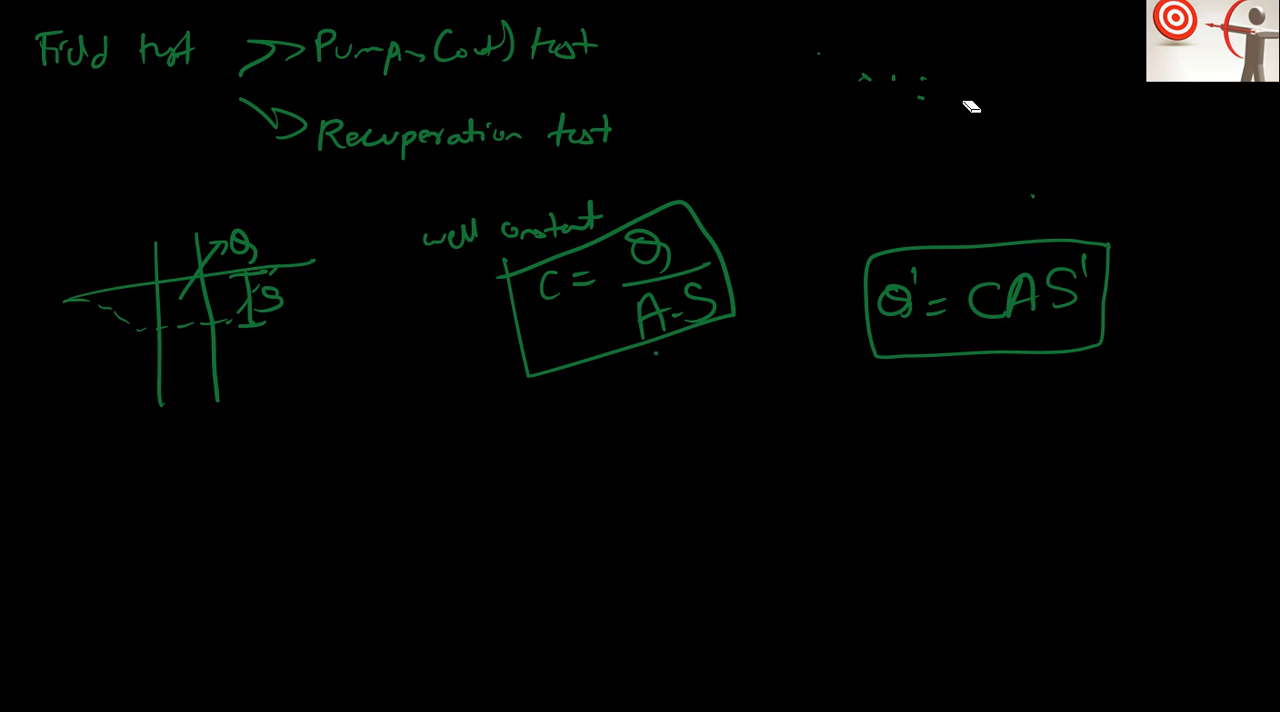 Field test → Pump-(out) test
→ Recuperation test
well constant
Q
S
C = Q / A.S
Q' = CAS'